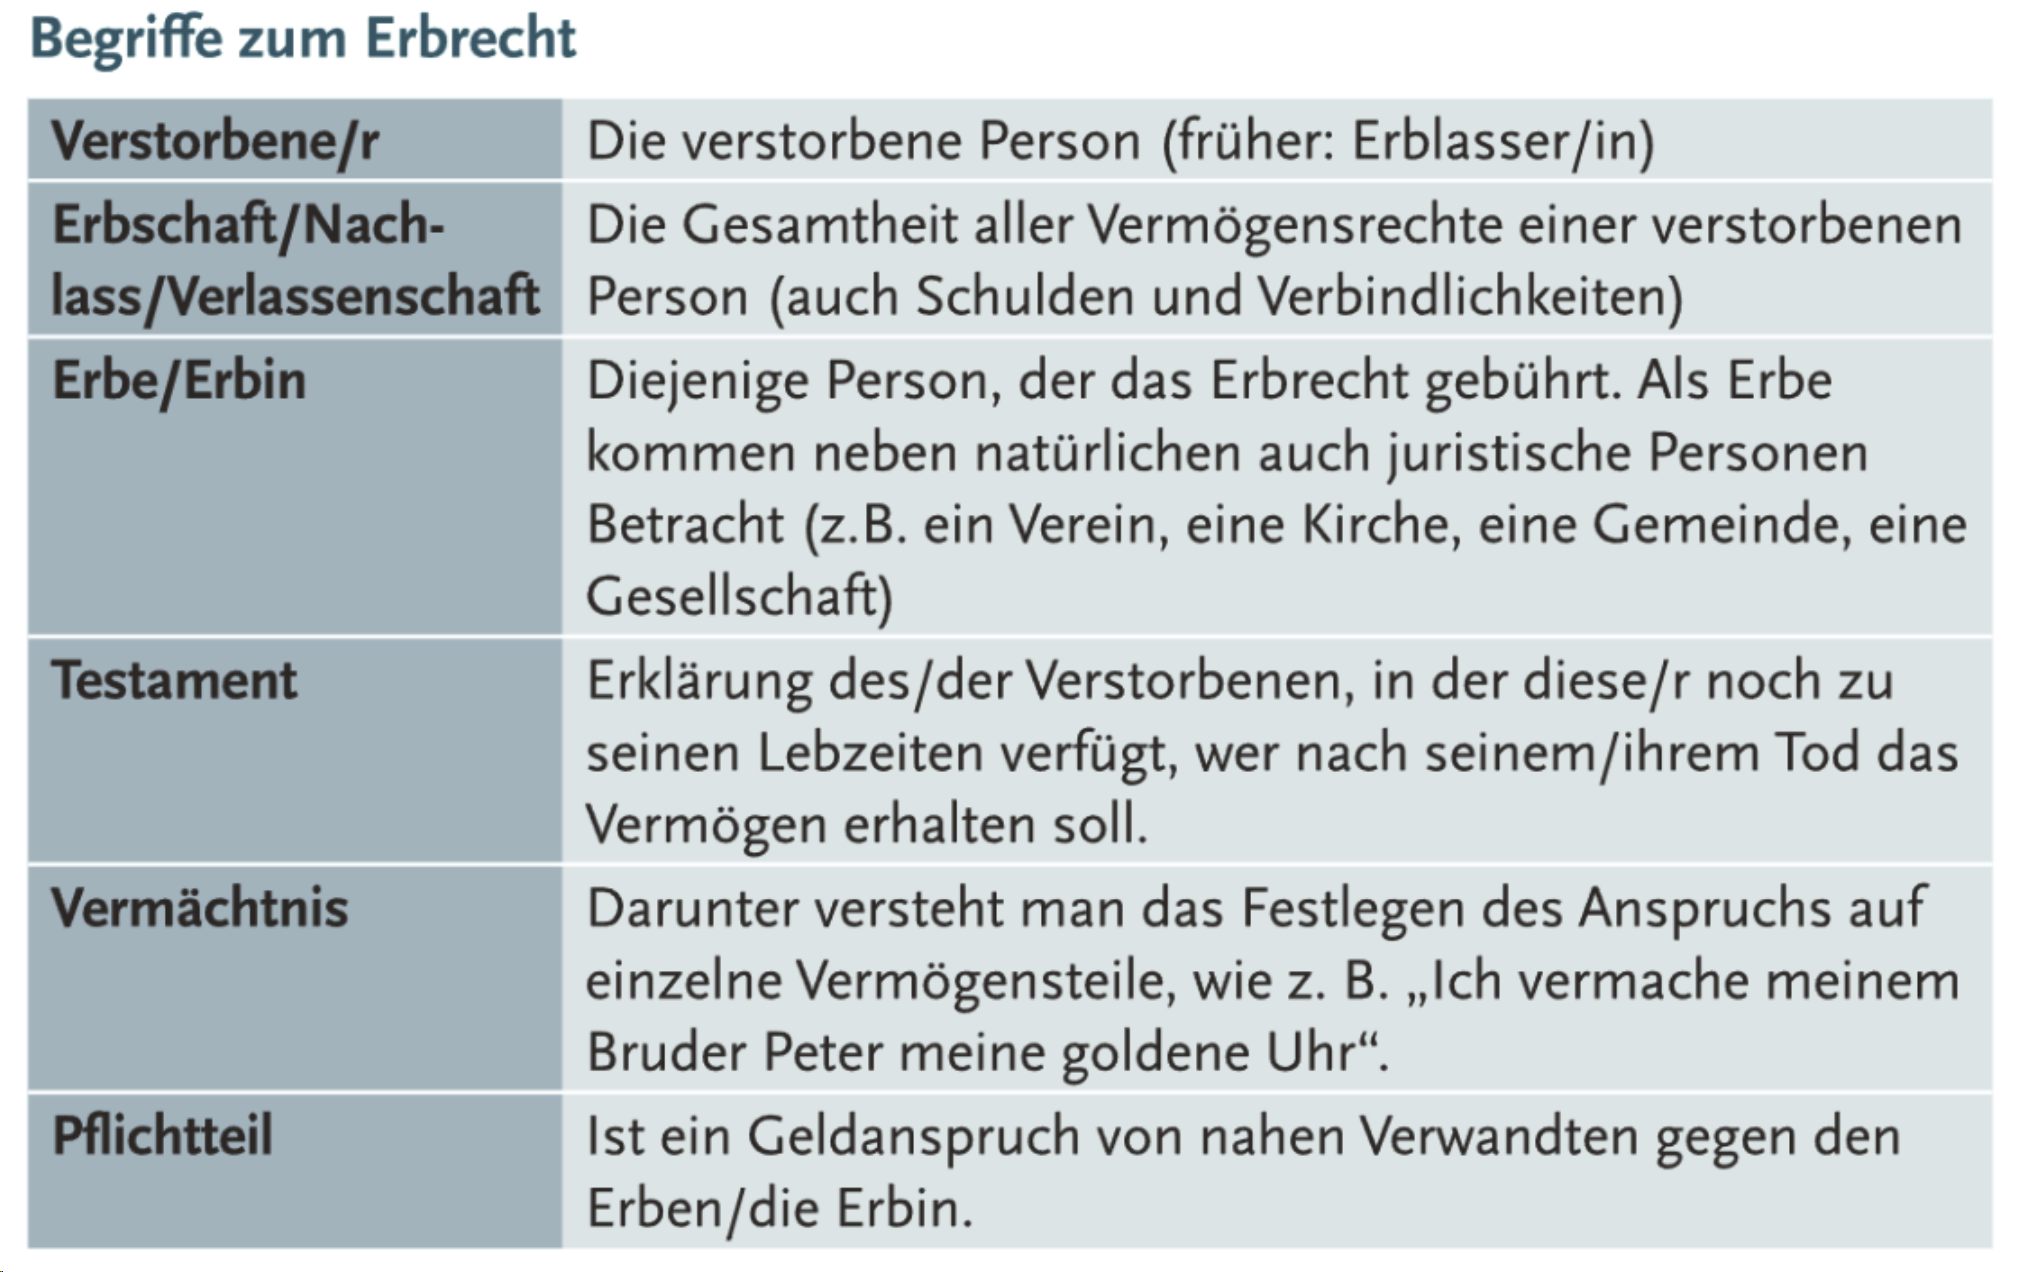 Begriffe zum Erbrecht
Verstorbene/r
Die verstorbene Person (früher: Erblasser/in)
Erbschaft/Nach-
lass/Verlassenschaft
Die Gesamtheit aller Vermögensrechte einer verstorbenen
Person (auch Schulden und Verbindlichkeiten)
Erbe/Erbin
Diejenige Person, der das Erbrecht gebührt. Als Erbe
kommen neben natürlichen auch juristische Personen
Betracht (z.B. ein Verein, eine Kirche, eine Gemeinde, eine
Gesellschaft)
Testament
Erklärung des/der Verstorbenen, in der diese/r noch zu
seinen Lebzeiten verfügt, wer nach seinem/ihrem Tod das
Vermögen erhalten soll.
Vermächtnis
Darunter versteht man das Festlegen des Anspruchs auf
einzelne Vermögensteile, wie z. B. „Ich vermache meinem
Bruder Peter meine goldene Uhr“.
Pflichtteil
Ist ein Geldanspruch von nahen Verwandten gegen den
Erben/die Erbin.